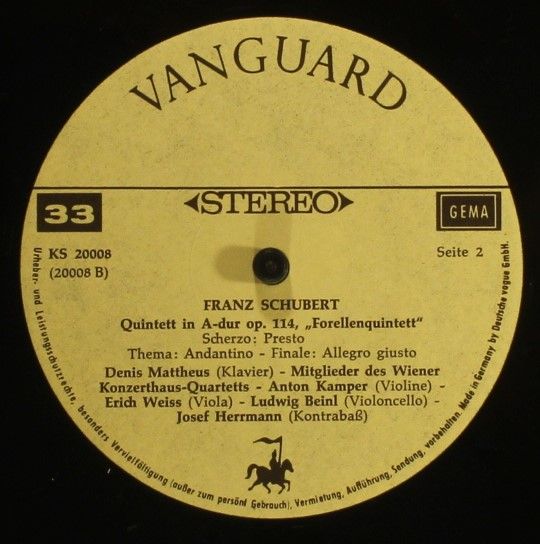 VANGUARD
33
STEREO
GEMA
KS 20008
(20008 B)
Seite 2
FRANZ SCHUBERT
Quintett in A-dur op. 114, „Forellenquintett"
Scherzo: Presto
Thema: Andantino - Finale: Allegro giusto
Denis Mattheus (Klavier) - Mitglieder des Wiener
Konzerthaus-Quartetts - Anton Kamper (Violine) -
Erich Weiss (Viola) - Ludwig Beinl (Violoncello) -
Josef Herrmann (Kontrabaß)
Urheber- und Leistungsschutzrechte, besonders Vervielfältigung (außer zum persönl Gebrauch), Vermietung, Aufführung, Sendung, vorbehalten. Made in Germany by Deutsche vogue GmbH.